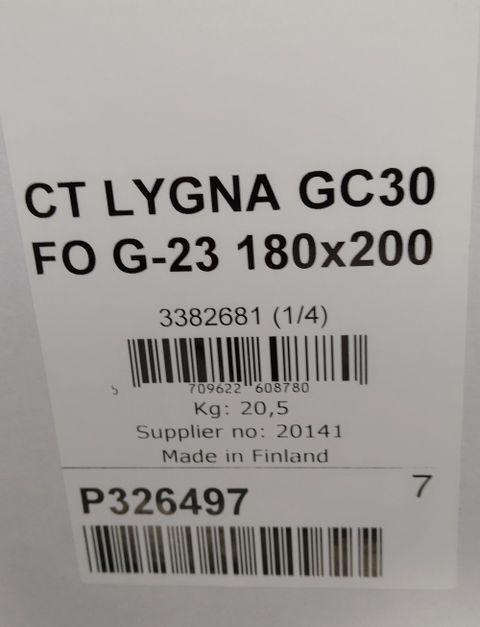 CT LYGNA GC30
FO G-23 180x200
3382681 (1/4)
5 709622 608780
Kg: 20,5
Supplier no: 20141
Made in Finland
P326497
7